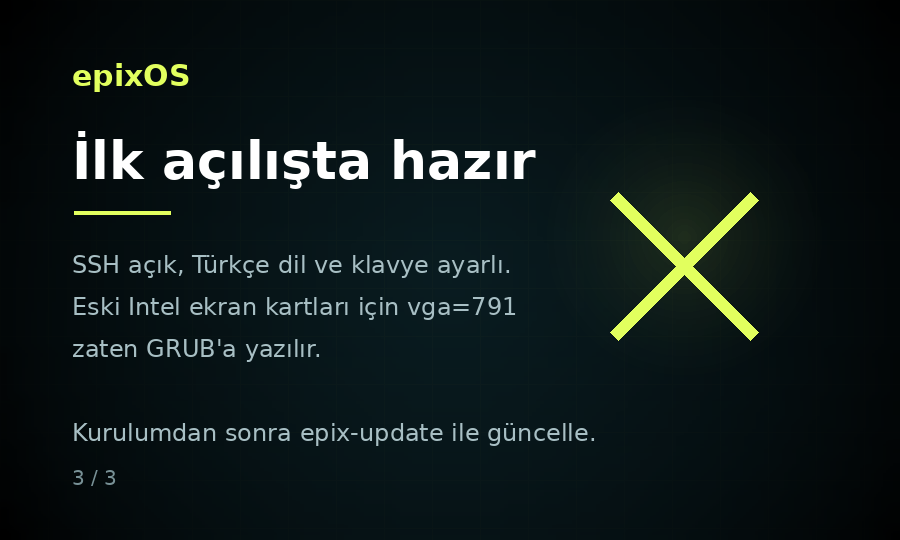 epixOS
İlk açılışta hazır
SSH açık, Türkçe dil ve klavye ayarlı.
Eski Intel ekran kartları için vga=791
zaten GRUB'a yazılır.
Kurulumdan sonra epix-update ile güncelle.
3 / 3